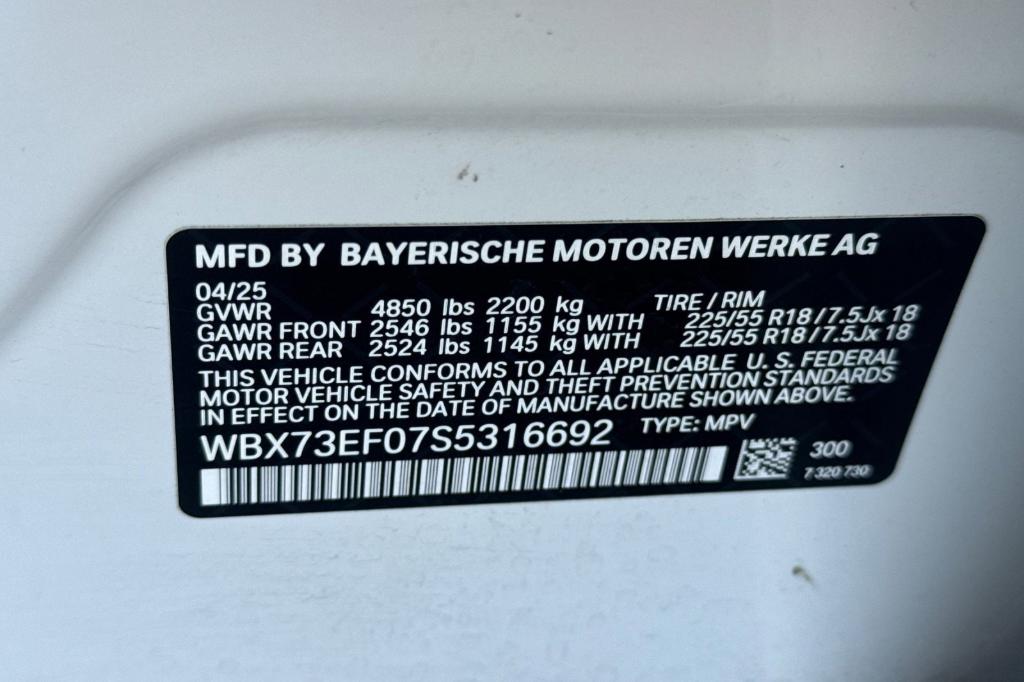 MFD BY BAYERISCHE MOTOREN WERKE AG
04/25
GVWR 4850 lbs 2200 kg TIRE / RIM
GAWR FRONT 2546 lbs 1155 kg WITH 225/55 R18 / 7.5Jx 18
GAWR REAR 2524 lbs 1145 kg WITH 225/55 R18 / 7.5Jx 18
THIS VEHICLE CONFORMS TO ALL APPLICABLE U. S. FEDERAL
MOTOR VEHICLE SAFETY AND THEFT PREVENTION STANDARDS
IN EFFECT ON THE DATE OF MANUFACTURE SHOWN ABOVE.
WBX73EF07S5316692 TYPE: MPV
300
7 320 730